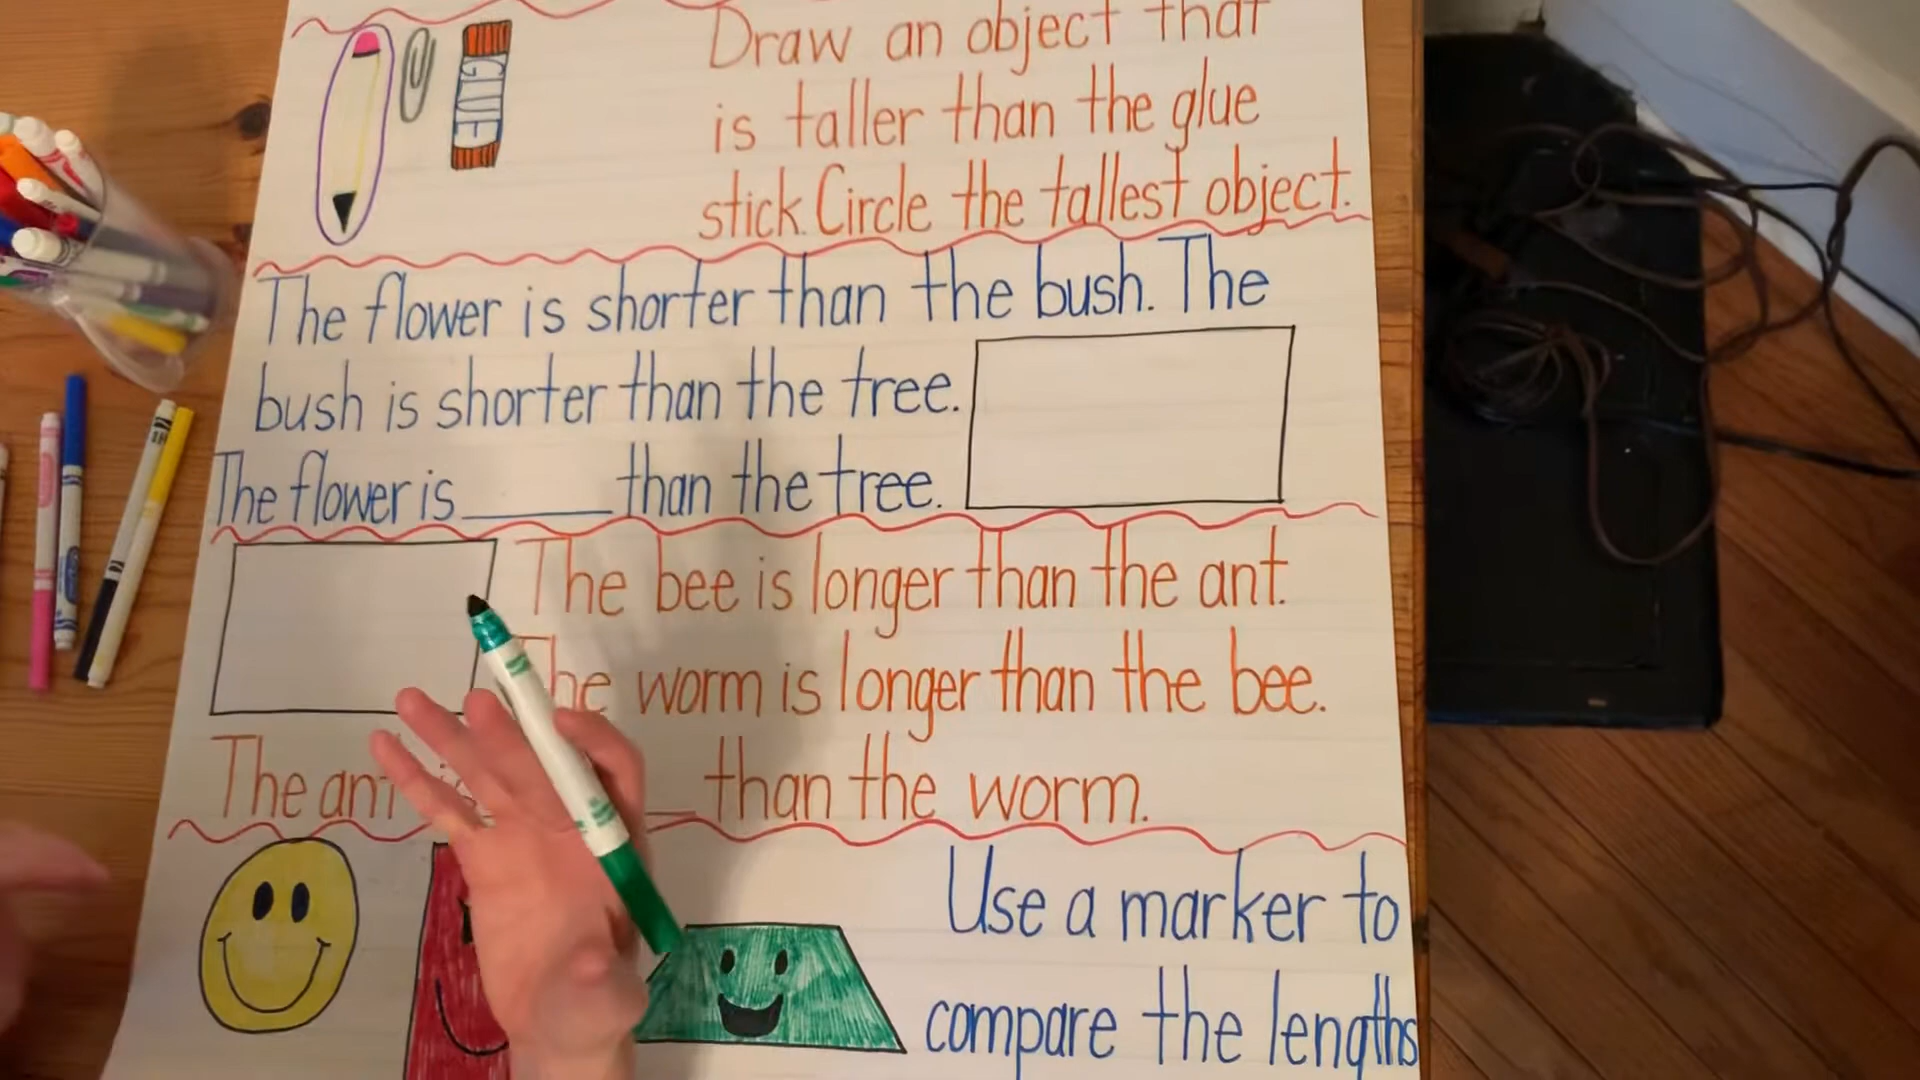 GLUE
Draw an object that
is taller than the glue
stick. Circle the tallest object.
The flower is shorter than the bush. The
bush is shorter than the tree.
The flower is ______ than the tree.
The bee is longer than the ant.
The worm is longer than the bee.
The ant is ______ than the worm.
Use a marker to
compare the lengths